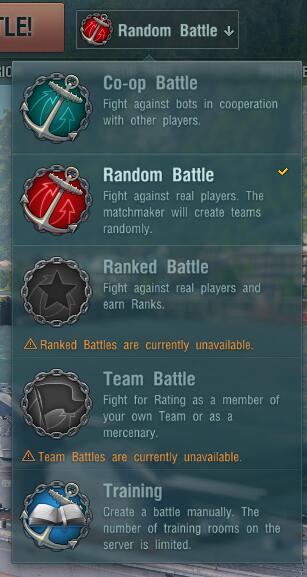 TLE!
Random Battle
Co-op Battle
Fight against bots in cooperation
with other players.
Random Battle
Fight against real players. The
matchmaker will create teams
randomly.
Ranked Battle
Fight against real players and
earn Ranks.
Ranked Battles are currently unavailable.
Team Battle
Fight for Rating as a member of
your own Team or as a
mercenary.
Team Battles are currently unavailable.
Training
Create a battle manually. The
number of training rooms on the
server is limited.